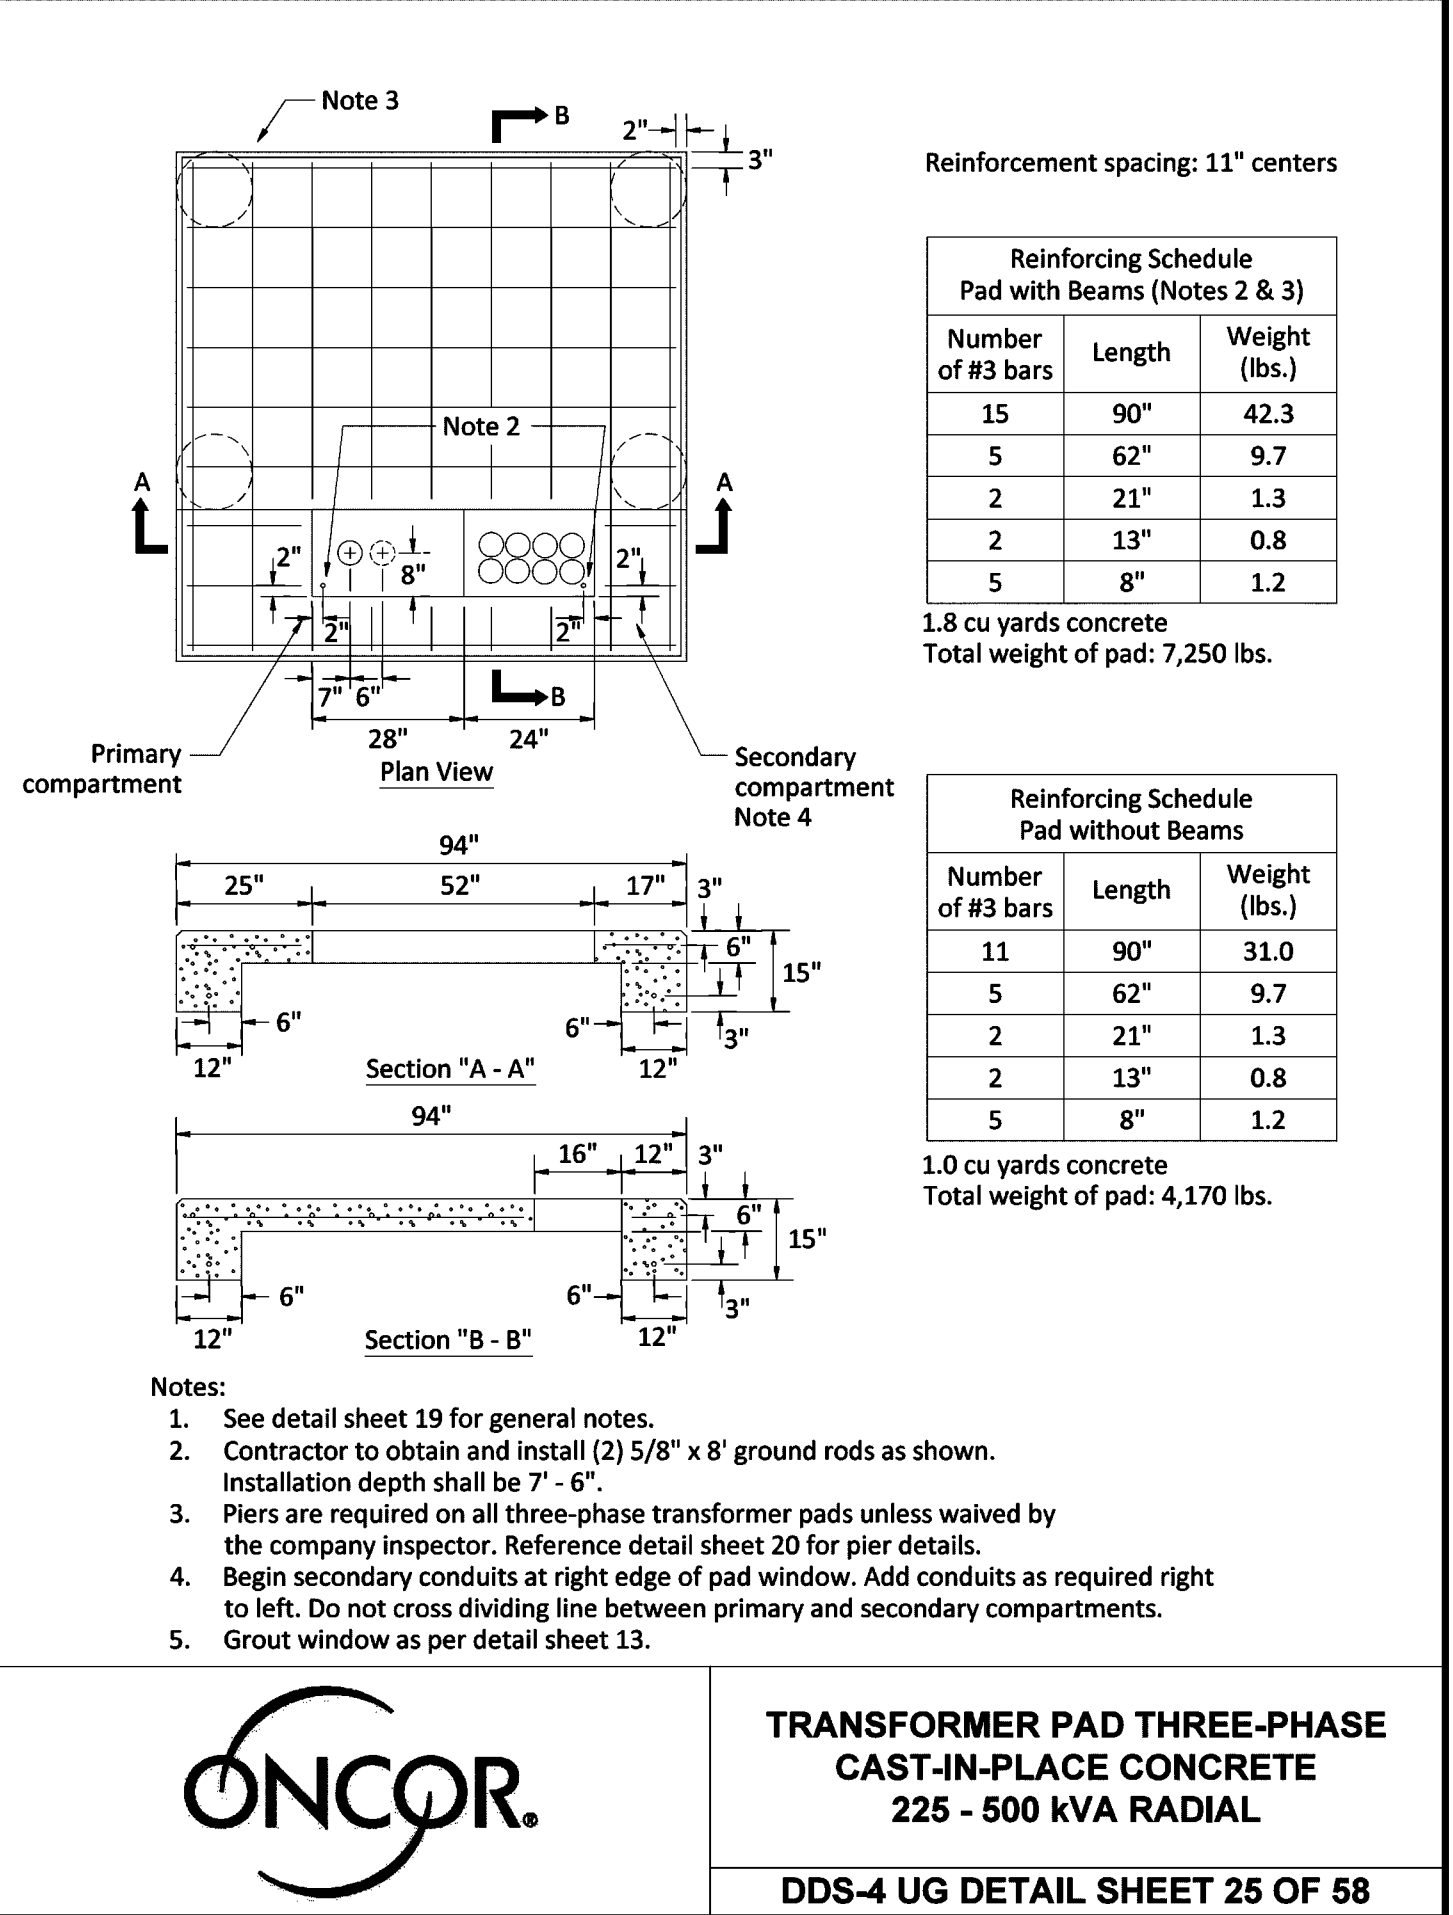 Note 3
B
2"
3"
Reinforcement spacing: 11" centers
Reinforcing Schedule
Pad with Beams (Notes 2 & 3)
Number of #3 bars Length Weight (lbs.)
15 90" 42.3
5 62" 9.7
2 21" 1.3
2 13" 0.8
5 8" 1.2
1.8 cu yards concrete
Total weight of pad: 7,250 lbs.
Note 2
A
A
2"
8"
2"
2"
2"
7" 6"
B
28" 24"
Primary
compartment
Plan View
Secondary
compartment
Note 4
Reinforcing Schedule
Pad without Beams
Number of #3 bars Length Weight (lbs.)
11 90" 31.0
5 62" 9.7
2 21" 1.3
2 13" 0.8
5 8" 1.2
1.0 cu yards concrete
Total weight of pad: 4,170 lbs.
94"
25" 52" 17" 3"
6"
15"
6" 6" 3"
12" 12"
Section "A - A"
94"
16" 12" 3"
6"
15"
6" 6" 3"
12" 12"
Section "B - B"
Notes:
1. See detail sheet 19 for general notes.
2. Contractor to obtain and install (2) 5/8" x 8' ground rods as shown.
Installation depth shall be 7' - 6".
3. Piers are required on all three-phase transformer pads unless waived by
the company inspector. Reference detail sheet 20 for pier details.
4. Begin secondary conduits at right edge of pad window. Add conduits as required right
to left. Do not cross dividing line between primary and secondary compartments.
5. Grout window as per detail sheet 13.
ONCOR®
TRANSFORMER PAD THREE-PHASE
CAST-IN-PLACE CONCRETE
225 - 500 kVA RADIAL
DDS-4 UG DETAIL SHEET 25 OF 58